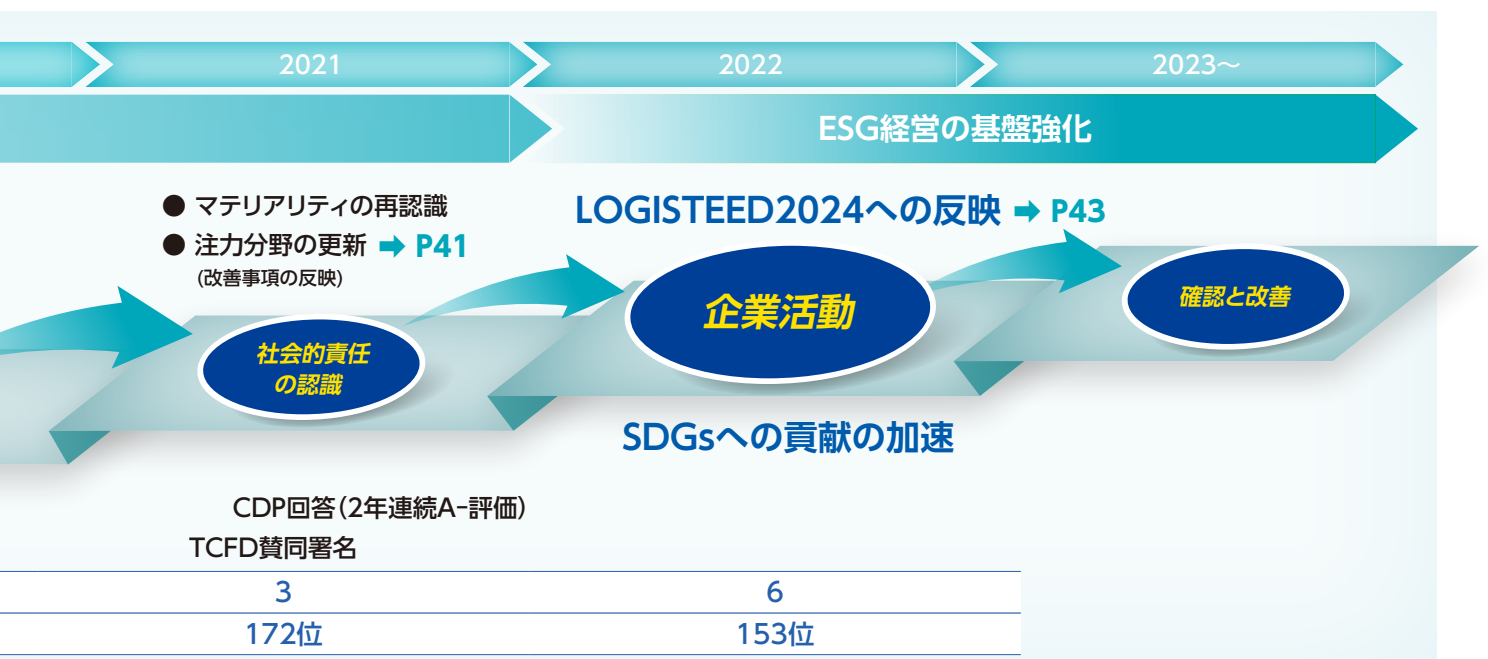 2021
2022
2023～
ESG経営の基盤強化
● マテリアリティの再認識
● 注力分野の更新 ➡ P41
(改善事項の反映)
LOGISTEED2024への反映 ➡ P43
社会的責任
の認識
企業活動
確認と改善
SDGsへの貢献の加速
CDP回答（2年連続A-評価）
TCFD賛同署名
3
6
172位
153位